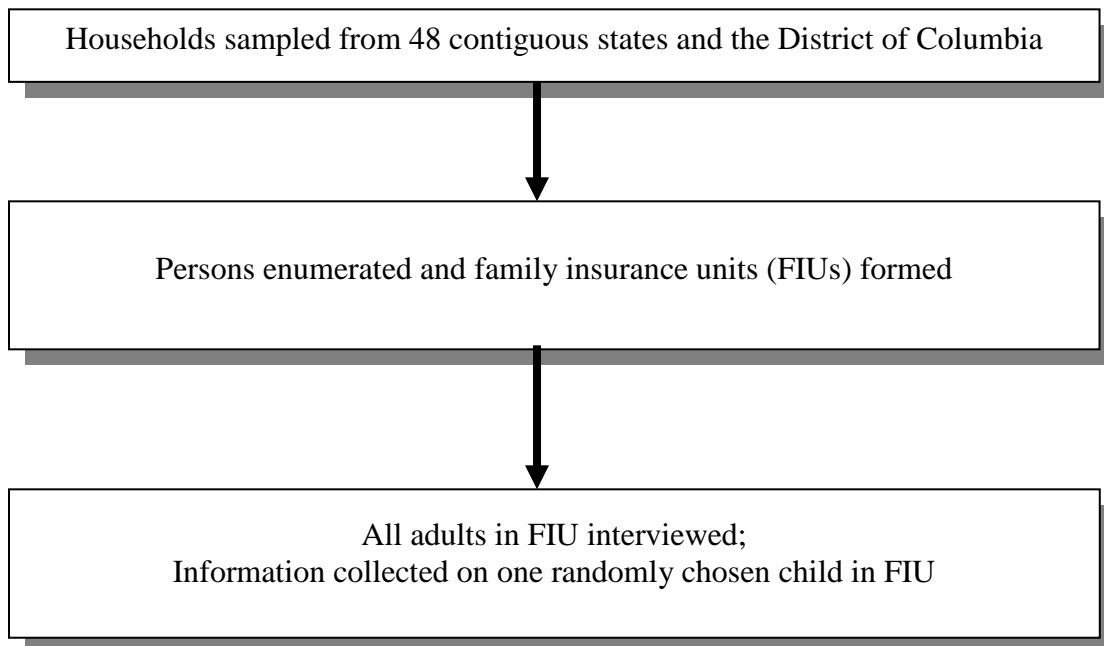 Households sampled from 48 contiguous states and the District of Columbia
Persons enumerated and family insurance units (FIUs) formed
All adults in FIU interviewed;
Information collected on one randomly chosen child in FIU